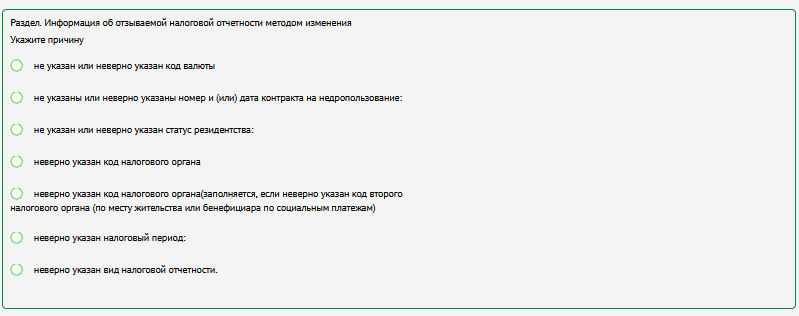 Раздел. Информация об отзываемой налоговой отчетности методом изменения
Укажите причину
не указан или неверно указан код валюты
не указаны или неверно указаны номер и (или) дата контракта на недропользование:
не указан или неверно указан статус резидентства:
неверно указан код налогового органа
неверно указан код налогового органа(заполняется, если неверно указан код второго
налогового органа (по месту жительства или бенефициара по социальным платежам)
неверно указан налоговый период:
неверно указан вид налоговой отчетности.